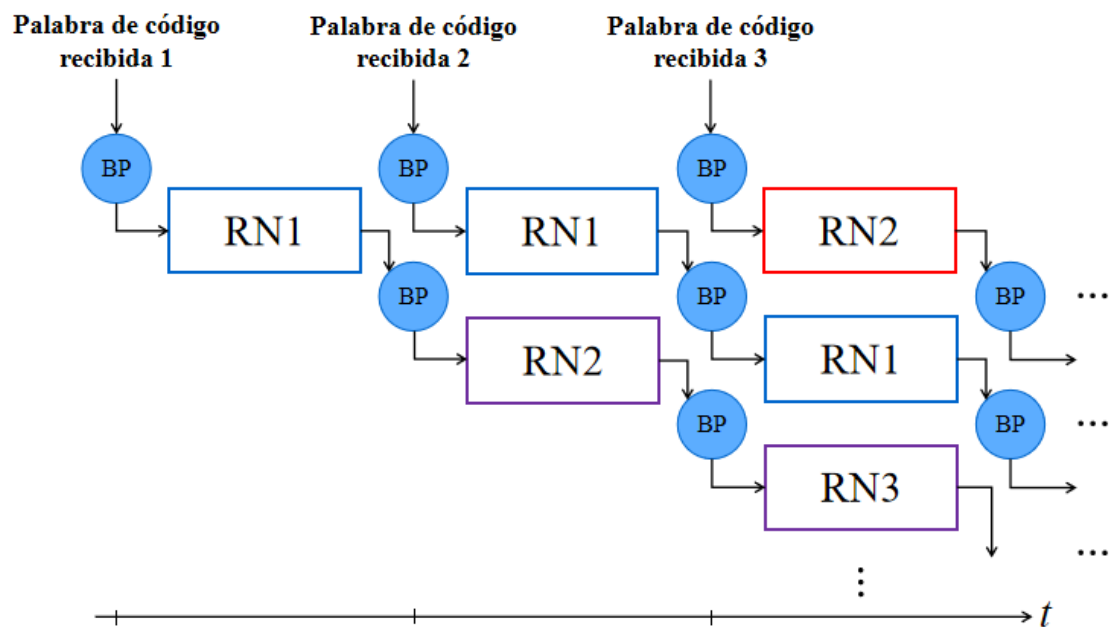 Palabra de código
recibida 1
Palabra de código
recibida 2
Palabra de código
recibida 3
BP
BP
BP
RN1
RN1
RN2
BP
BP
BP
...
RN2
RN1
BP
BP
...
RN3
...
...
t